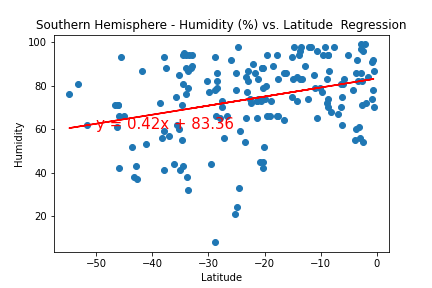 Southern Hemisphere - Humidity (%) vs. Latitude  Regression
100
80
60
40
20
Humidity
y = 0.42x + 83.36
−50
−40
−30
−20
−10
0
Latitude